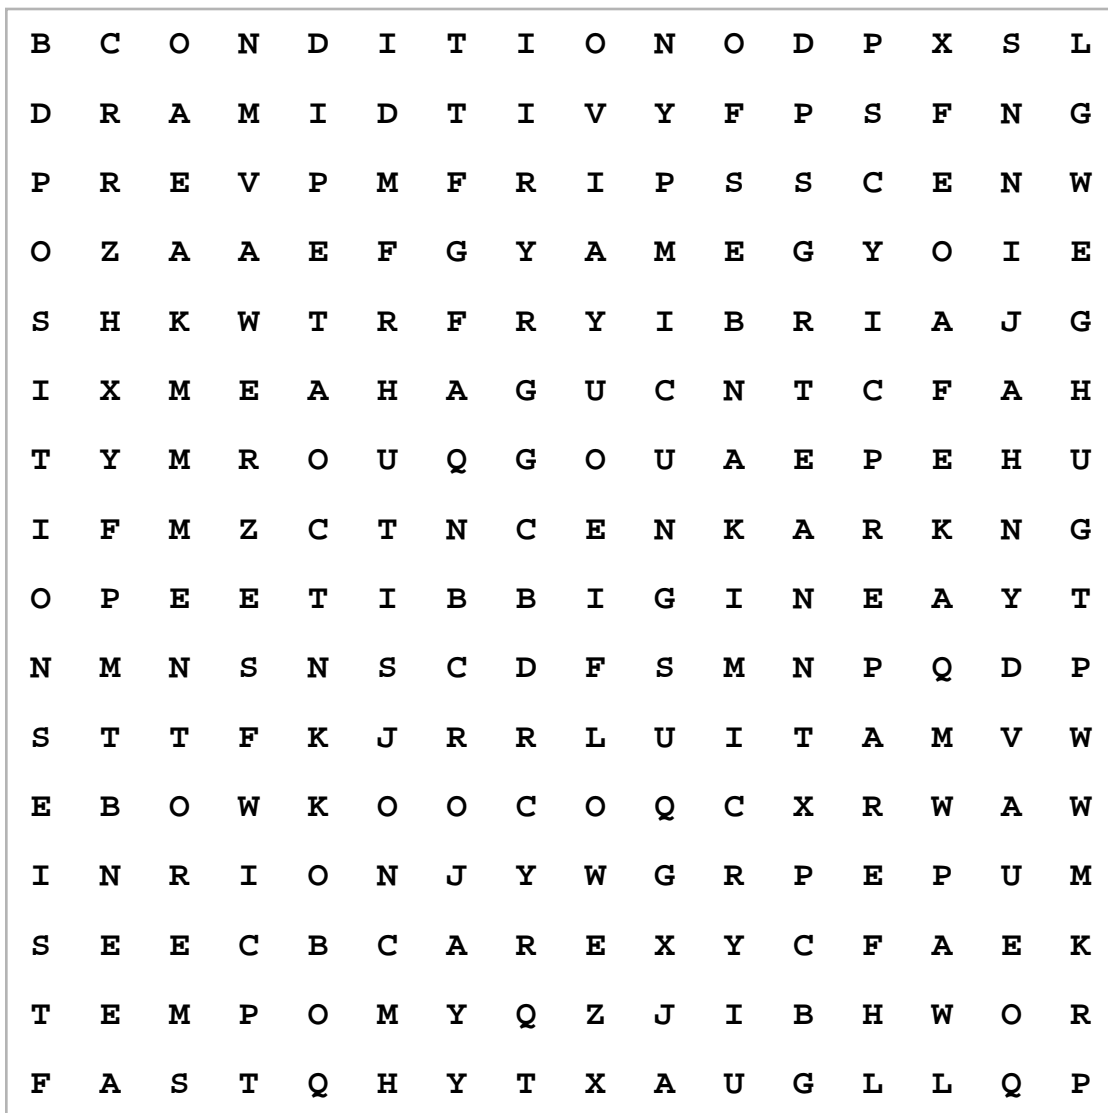 B C O N D I T I O N O D P X S L
D R A M I D T I V Y F P S F N G
P R E V P M F R I P S S C E N W
O Z A A E F G Y A M E G Y O I E
S H K W T R F R Y I B R I A J G
I X M E A H A G U C N T C F A H
T Y M R O U Q G O U A E P E H U
I F M Z C T N C E N K A R K N G
O P E E T I B B I G I N E A Y T
N M N S N S C D F S M N P Q D P
S T T F K J R R L U I T A M V W
E B O W K O O C O Q C X R W A W
I N R I O N J Y W G R P E P U M
S E E C B C A R E X Y C F A E K
T E M P O M Y Q Z J I B H W O R
F A S T Q H Y T X A U G L L Q P